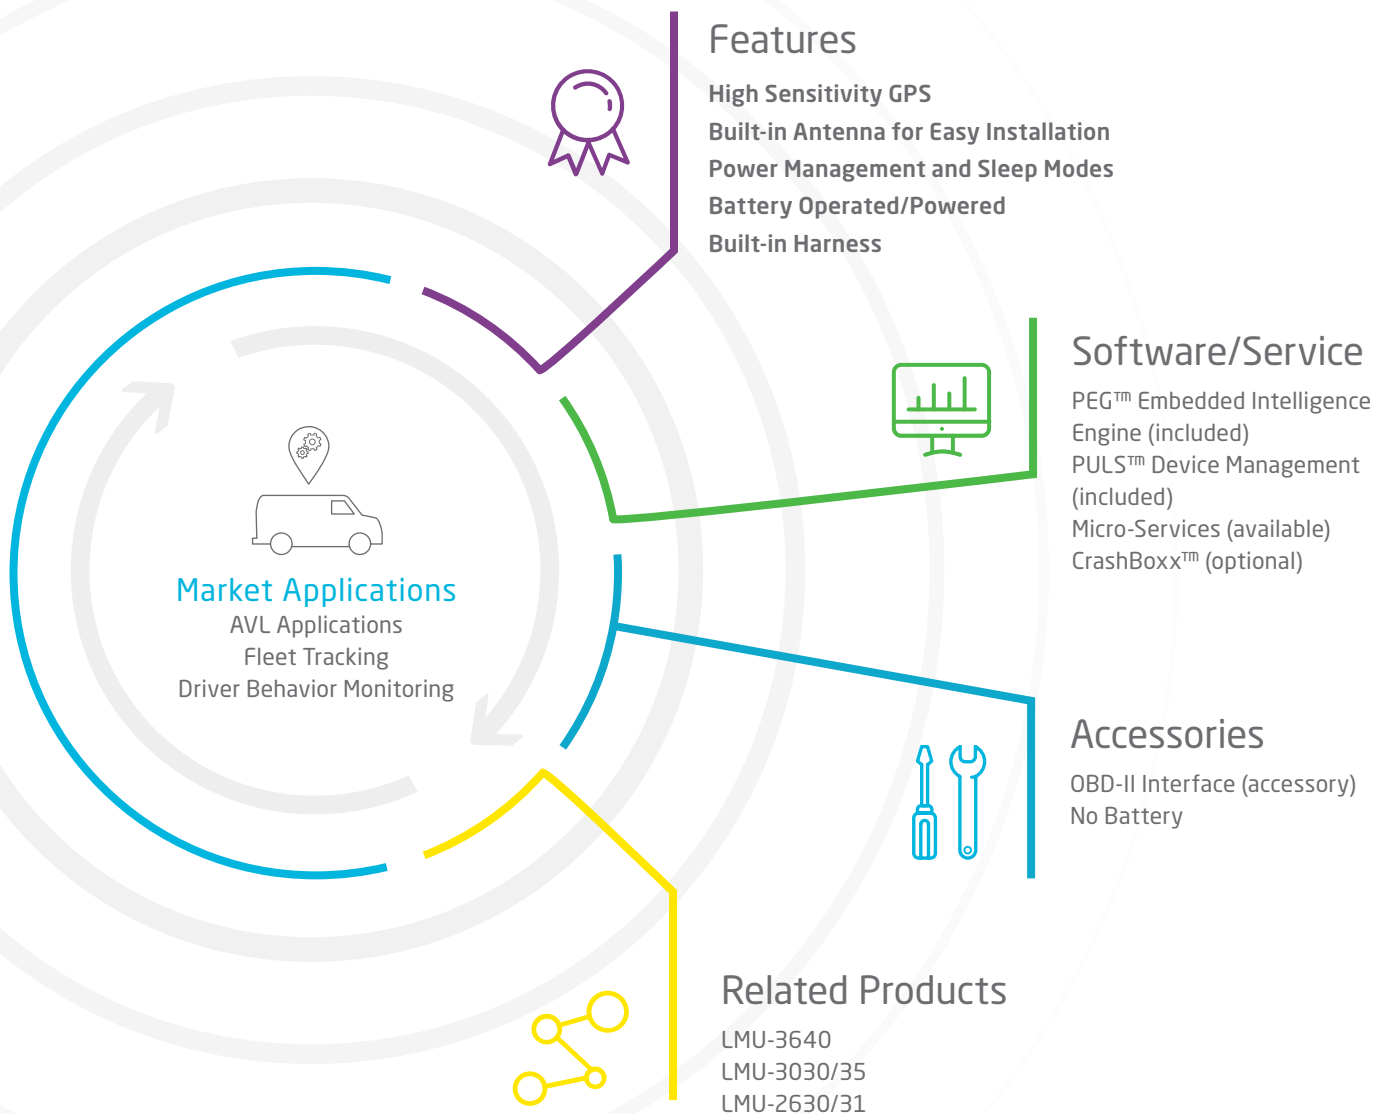 Features
High Sensitivity GPS
Built-in Antenna for Easy Installation
Power Management and Sleep Modes
Battery Operated/Powered
Built-in Harness
Software/Service
PEG™ Embedded Intelligence
Engine (included)
PULS™ Device Management
(included)
Micro-Services (available)
CrashBoxx™ (optional)
Market Applications
AVL Applications
Fleet Tracking
Driver Behavior Monitoring
Accessories
OBD-II Interface (accessory)
No Battery
Related Products
LMU-3640
LMU-3030/35
LMU-2630/31